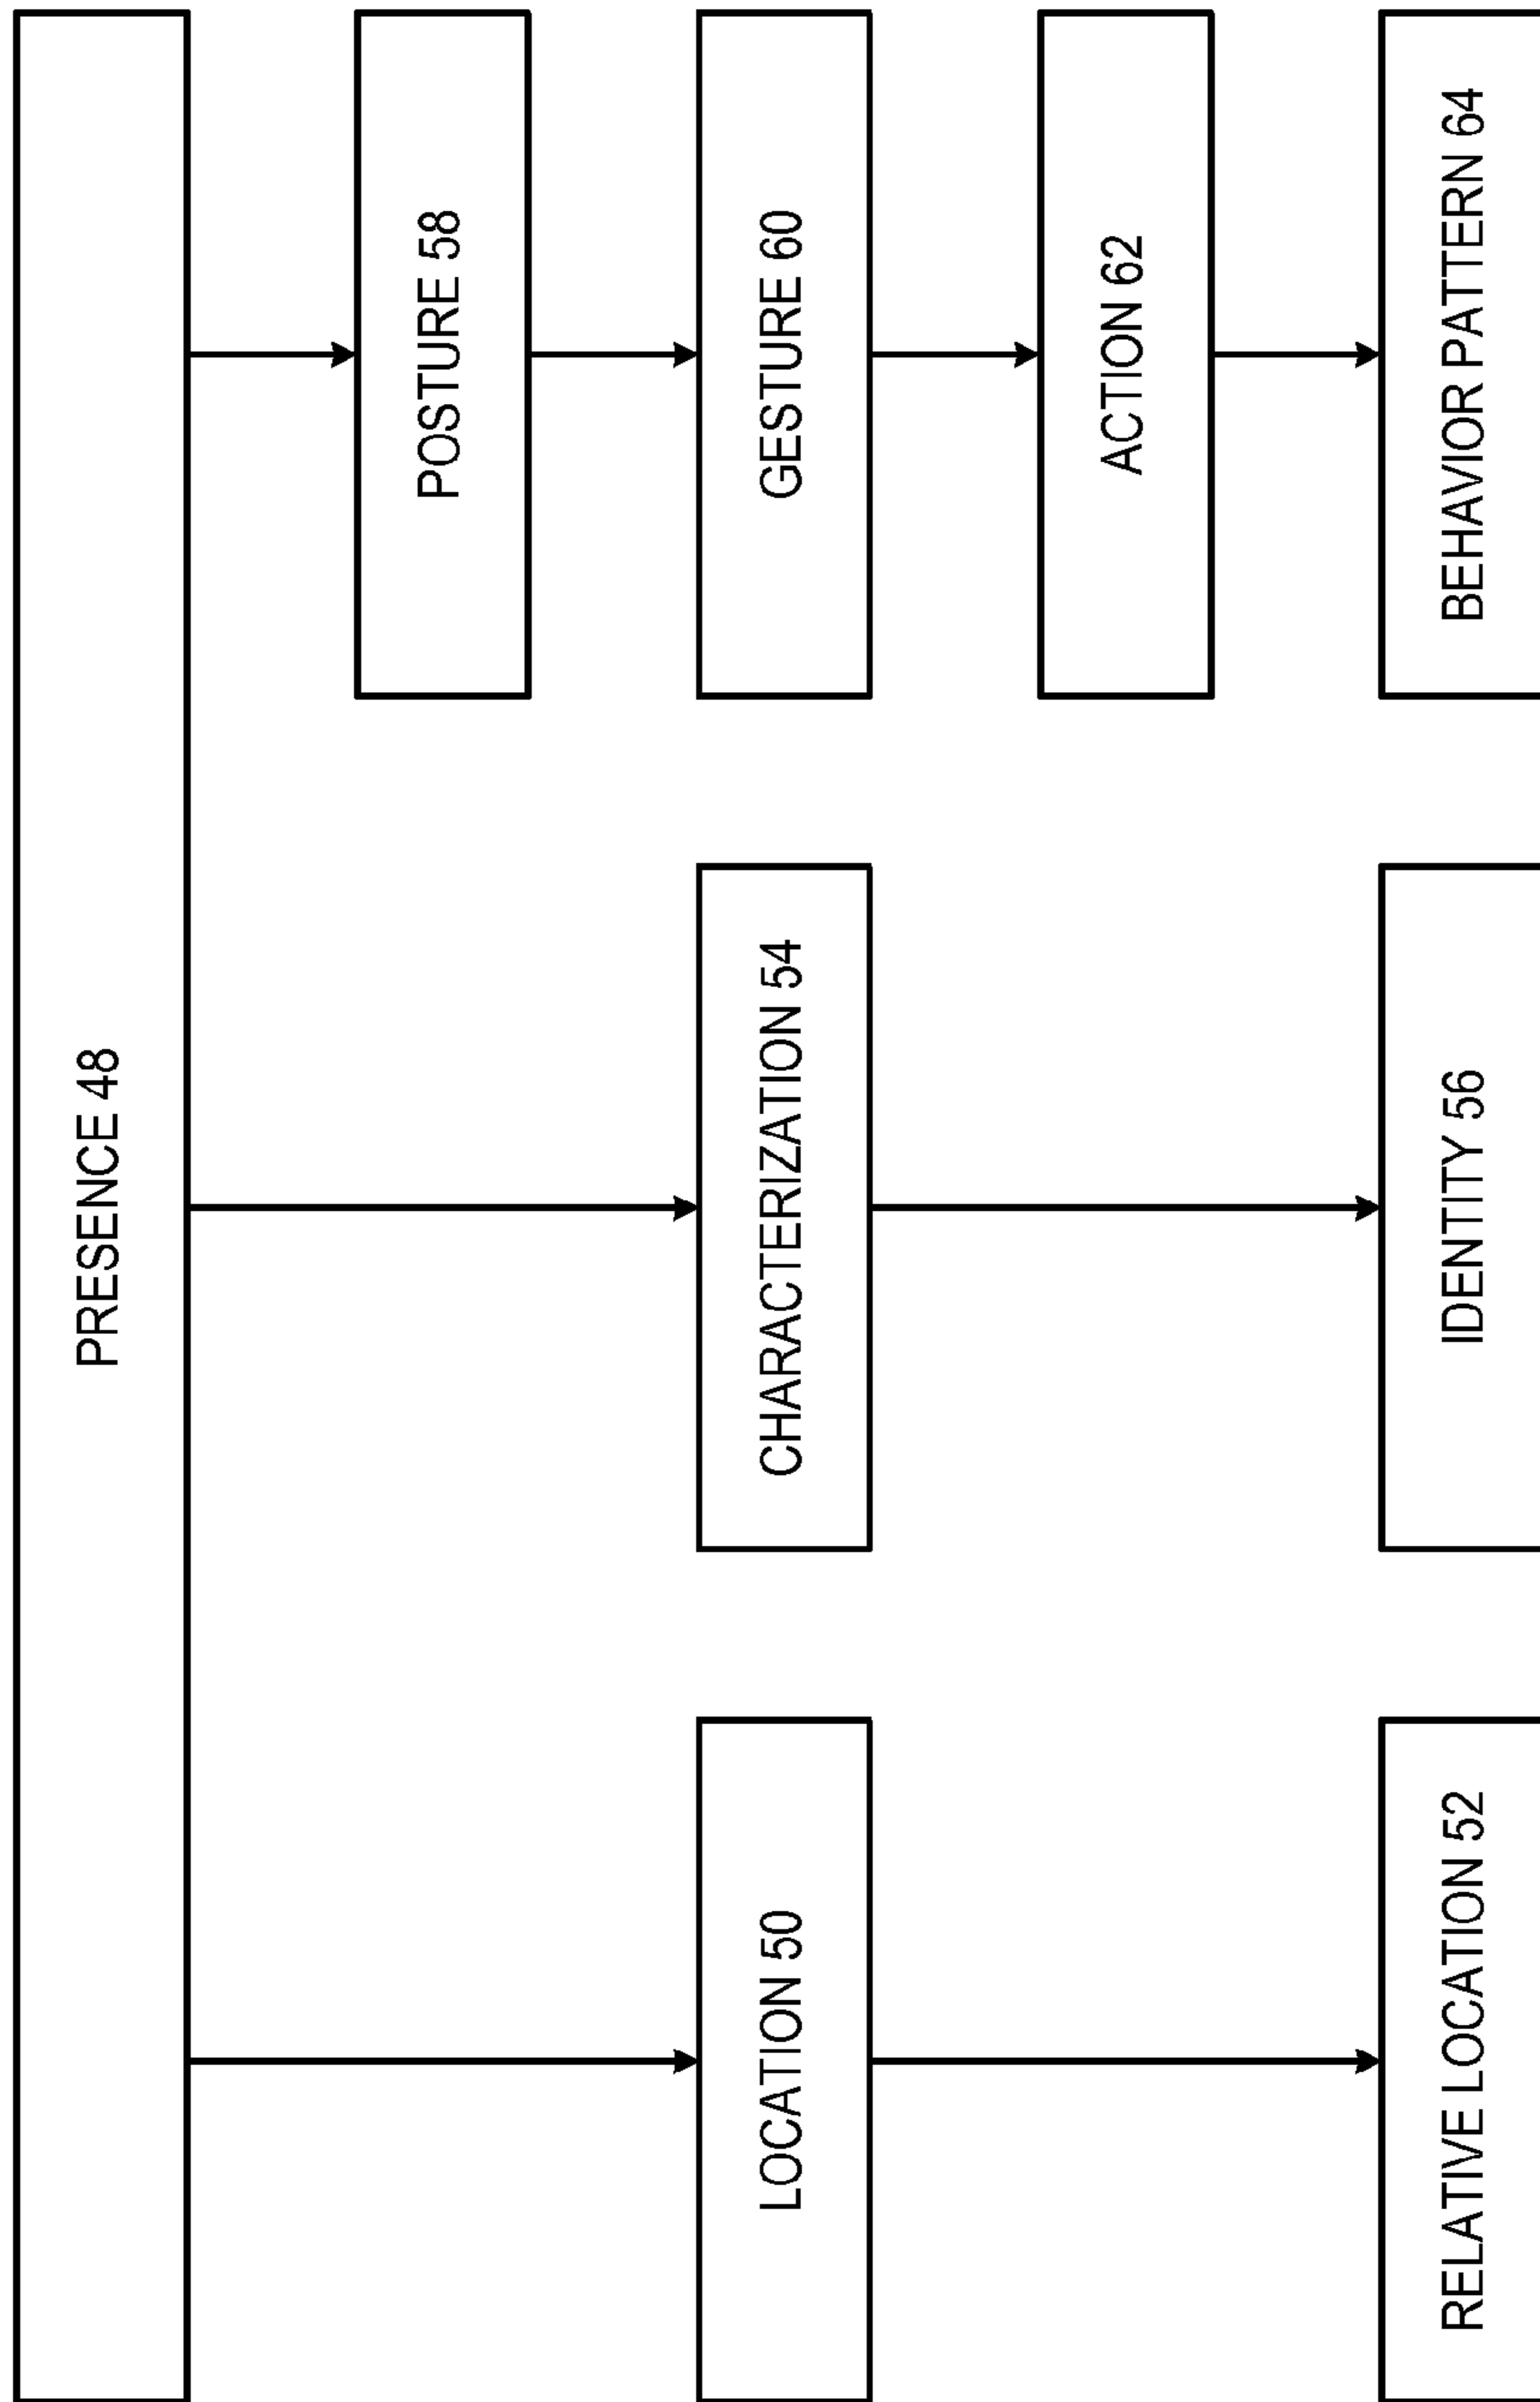 PRESENCE 48
POSTURE 58
LOCATION 50
CHARACTERIZATION 54
GESTURE 60
ACTION 62
RELATIVE LOCATION 52
IDENTITY 56
BEHAVIOR PATTERN 64